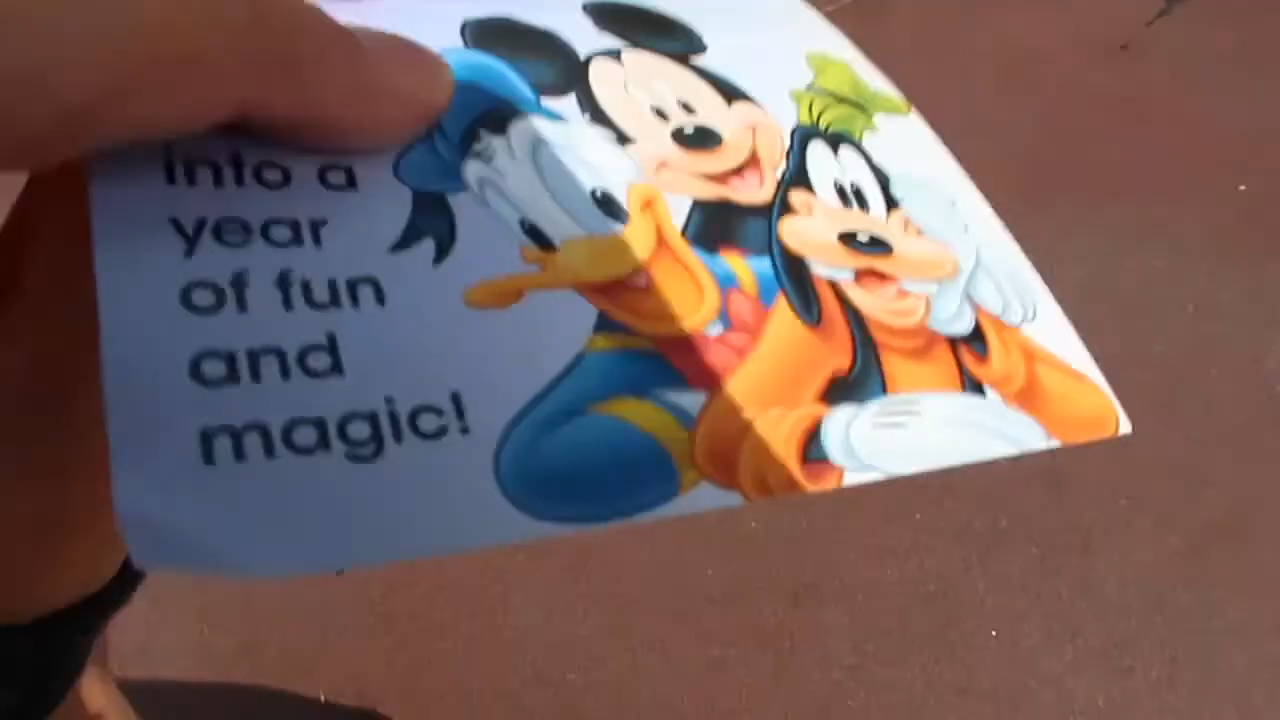 into a
year
of fun
and
magic!